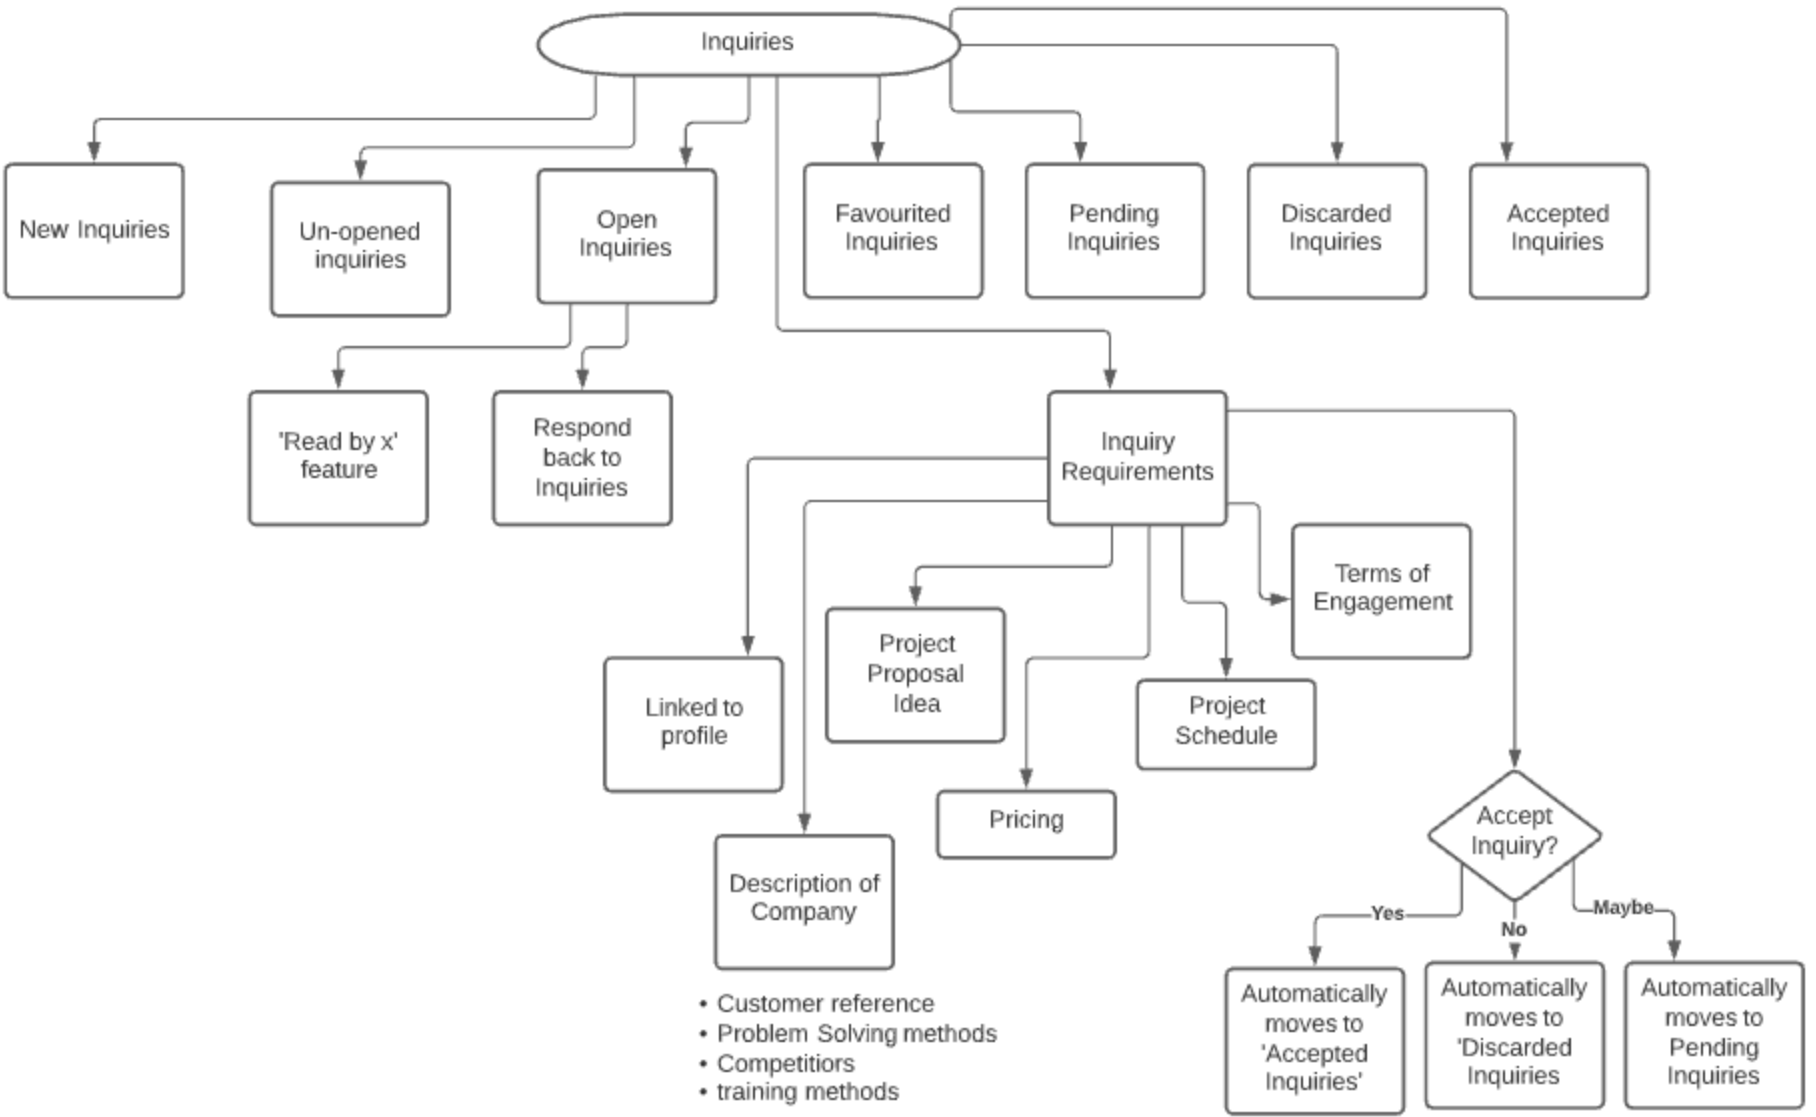 Inquiries
New Inquiries
Un-opened
inquiries
Open
Inquiries
Favourited
Inquiries
Pending
Inquiries
Discarded
Inquiries
Accepted
Inquiries
'Read by x'
feature
Respond
back to
Inquiries
Inquiry
Requirements
Terms of
Engagement
Project
Proposal
Idea
Linked to
profile
Project
Schedule
Pricing
Accept
Inquiry?
Description of
Company
Yes
No
Maybe
• Customer reference
• Problem Solving methods
• Competitiors
• training methods
Automatically
moves to
'Accepted
Inquiries'
Automatically
moves to
'Discarded
Inquiries
Automatically
moves to
Pending
Inquiries